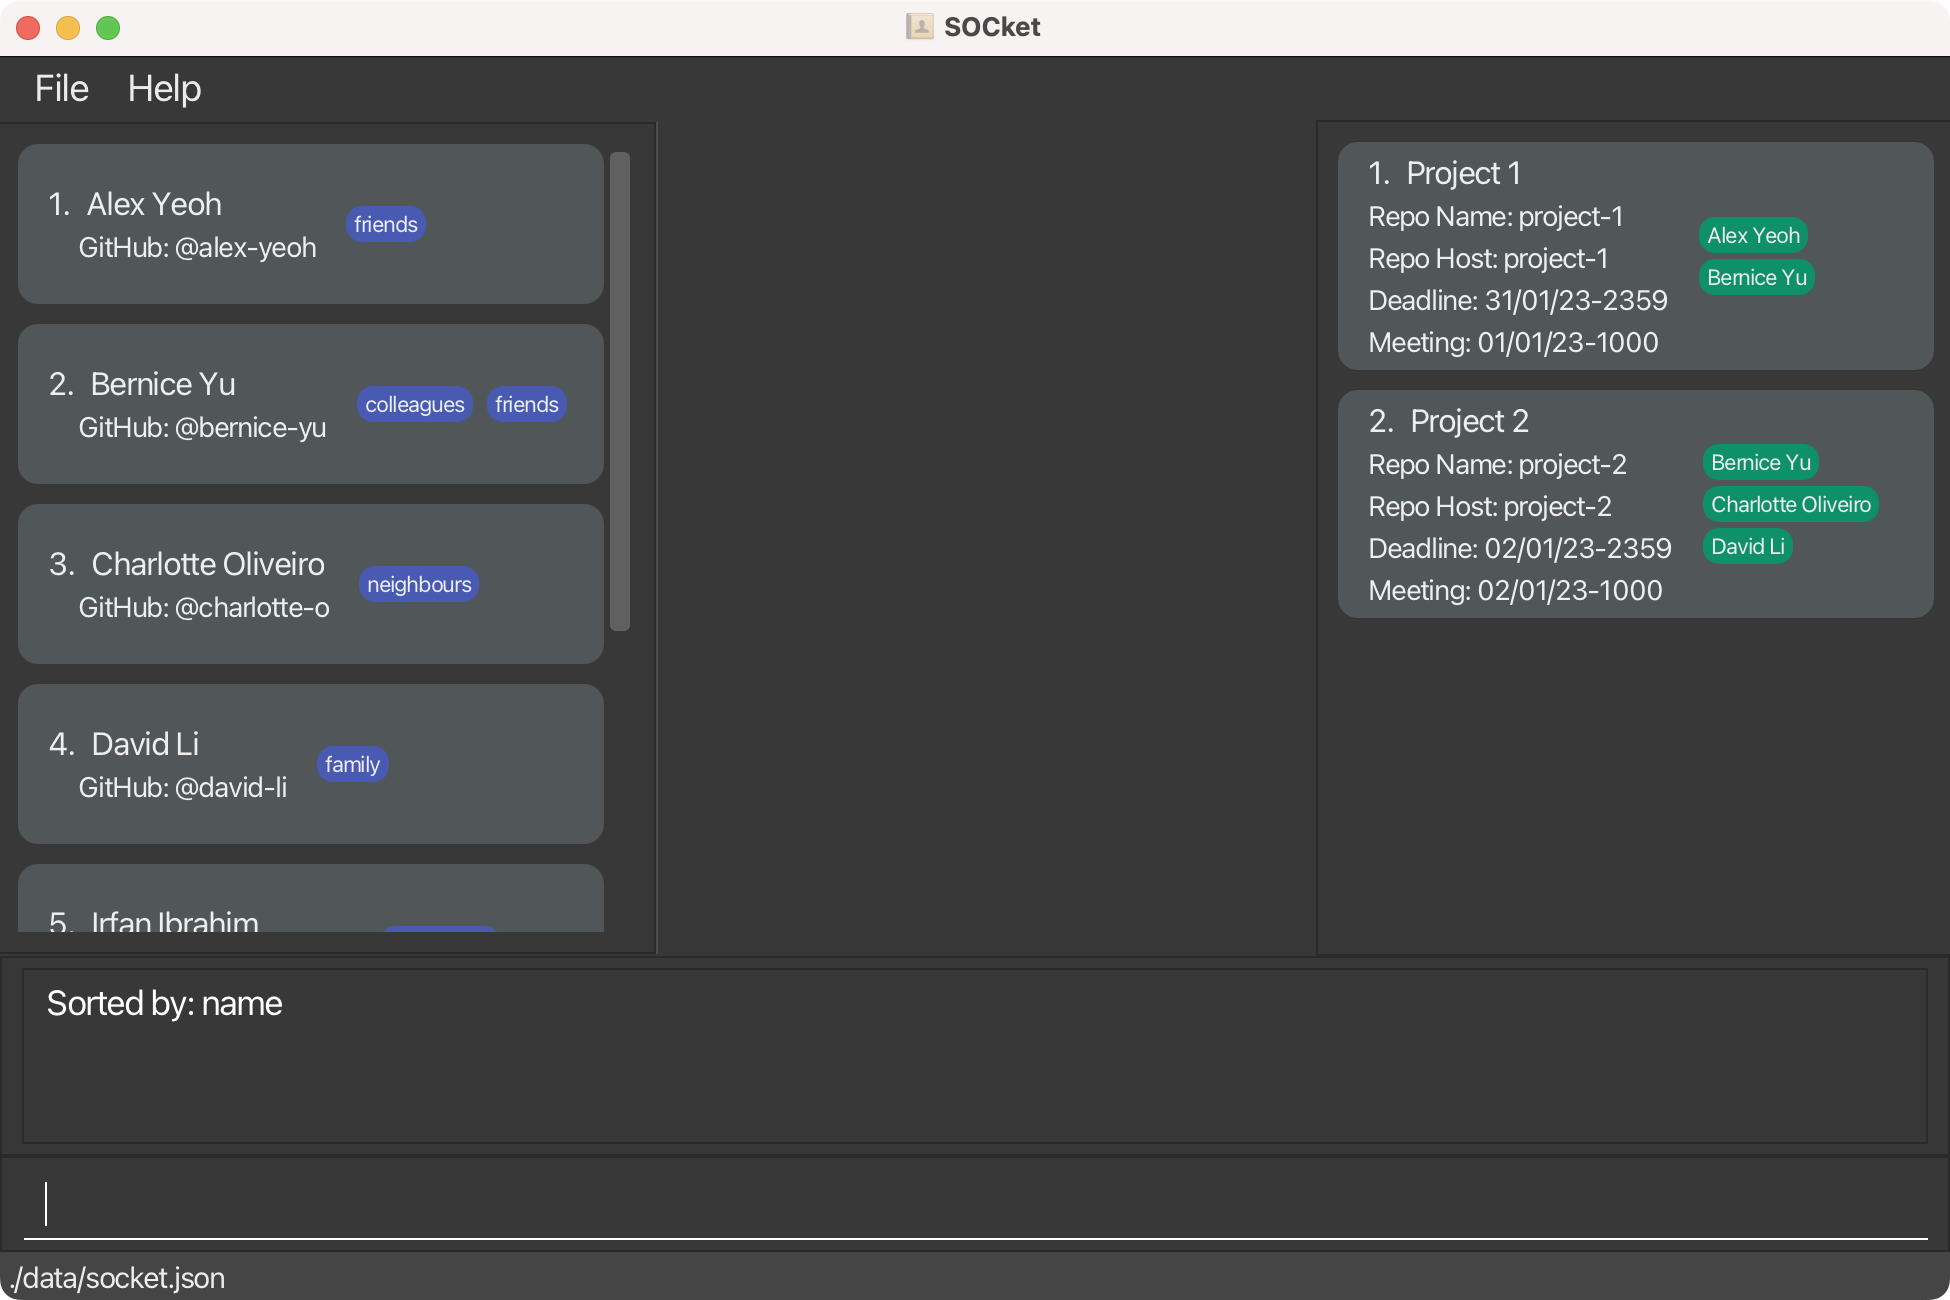 SOCket
File Help
1. Alex Yeoh
GitHub: @alex-yeoh
friends
2. Bernice Yu
GitHub: @bernice-yu
colleagues friends
3. Charlotte Oliveiro
GitHub: @charlotte-o
neighbours
4. David Li
GitHub: @david-li
family
5. Irfan Ibrahim
1. Project 1
Repo Name: project-1
Repo Host: project-1
Deadline: 31/01/23-2359
Meeting: 01/01/23-1000
Alex Yeoh
Bernice Yu
2. Project 2
Repo Name: project-2
Repo Host: project-2
Deadline: 02/01/23-2359
Meeting: 02/01/23-1000
Bernice Yu
Charlotte Oliveiro
David Li
Sorted by: name
./data/socket.json